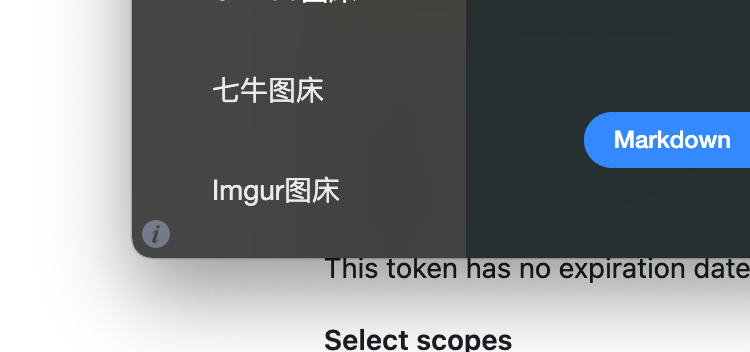 七牛图床
Markdown
Imgur图床
i
This token has no expiration date
Select scopes